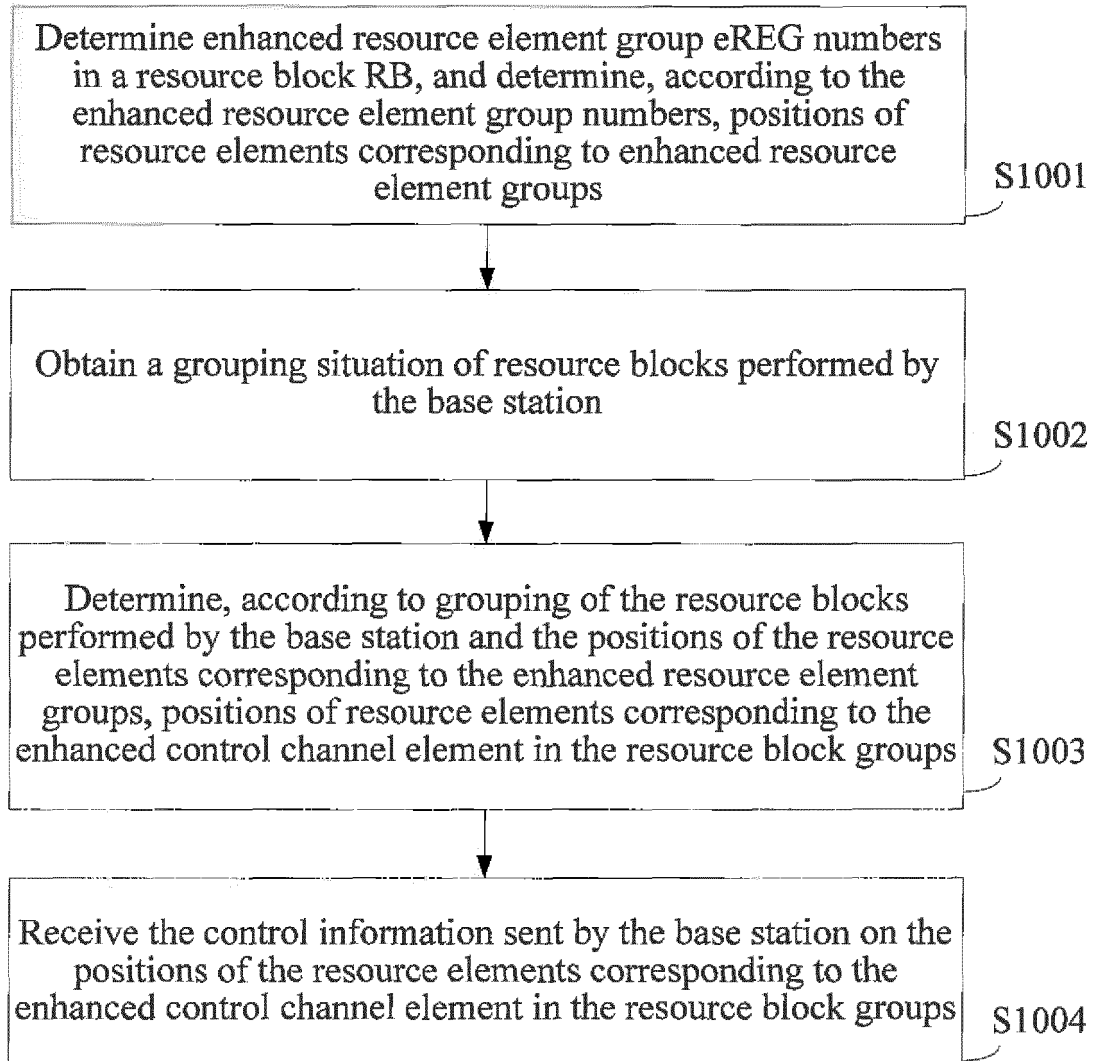 Determine enhanced resource element group eREG numbers
in a resource block RB, and determine, according to the
enhanced resource element group numbers, positions of
resource elements corresponding to enhanced resource
element groups
S1001
Obtain a grouping situation of resource blocks performed by
the base station
S1002
Determine, according to grouping of the resource blocks
performed by the base station and the positions of the resource
elements corresponding to the enhanced resource element
groups, positions of resource elements corresponding to the
enhanced control channel element in the resource block groups
S1003
Receive the control information sent by the base station on the
positions of the resource elements corresponding to the
enhanced control channel element in the resource block groups
S1004